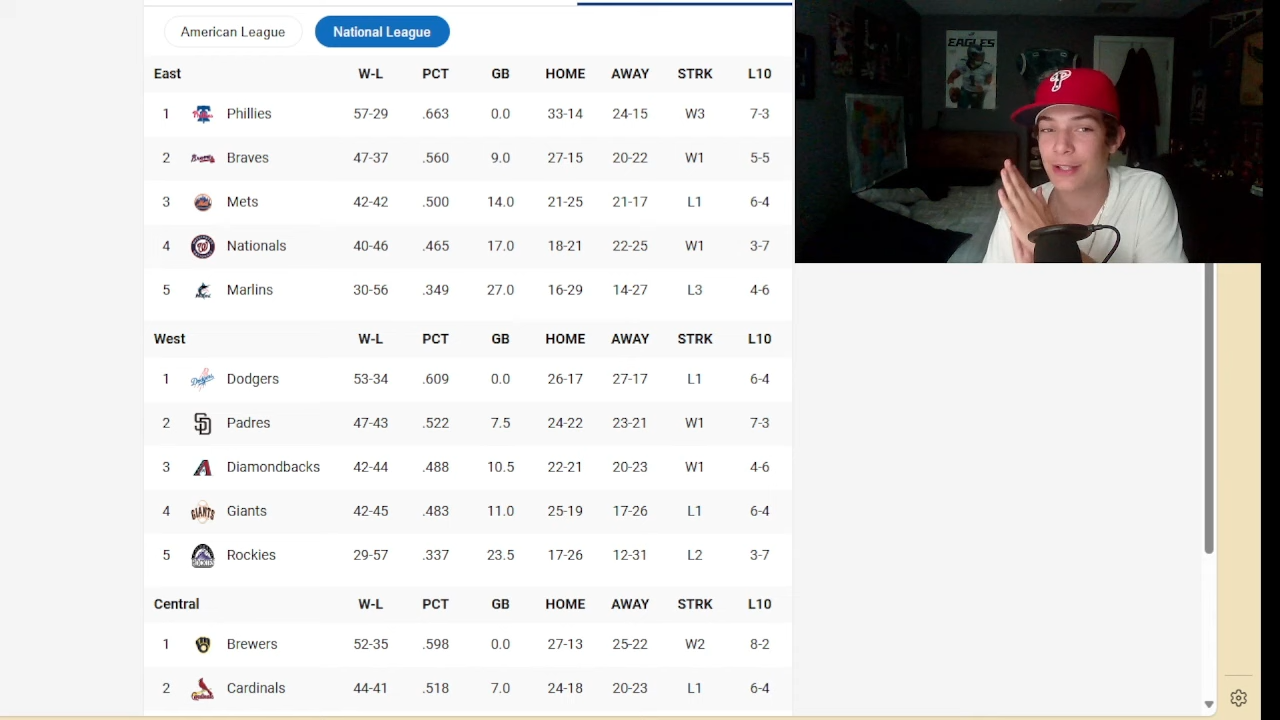 American League National League
East W-L PCT GB HOME AWAY STRK L10
1 Phillies 57-29 .663 0.0 33-14 24-15 W3 7-3
2 Braves 47-37 .560 9.0 27-15 20-22 W1 5-5
3 Mets 42-42 .500 14.0 21-25 21-17 L1 6-4
4 Nationals 40-46 .465 17.0 18-21 22-25 W1 3-7
5 Marlins 30-56 .349 27.0 16-29 14-27 L3 4-6
West W-L PCT GB HOME AWAY STRK L10
1 Dodgers 53-34 .609 0.0 26-17 27-17 L1 6-4
2 Padres 47-43 .522 7.5 24-22 23-21 W1 7-3
3 Diamondbacks 42-44 .488 10.5 22-21 20-23 W1 4-6
4 GIANTS Giants 42-45 .483 11.0 25-19 17-26 L1 6-4
5 Rockies 29-57 .337 23.5 17-26 12-31 L2 3-7
Central W-L PCT GB HOME AWAY STRK L10
1 Brewers 52-35 .598 0.0 27-13 25-22 W2 8-2
2 Cardinals 44-41 .518 7.0 24-18 20-23 L1 6-4
EAGLES
P